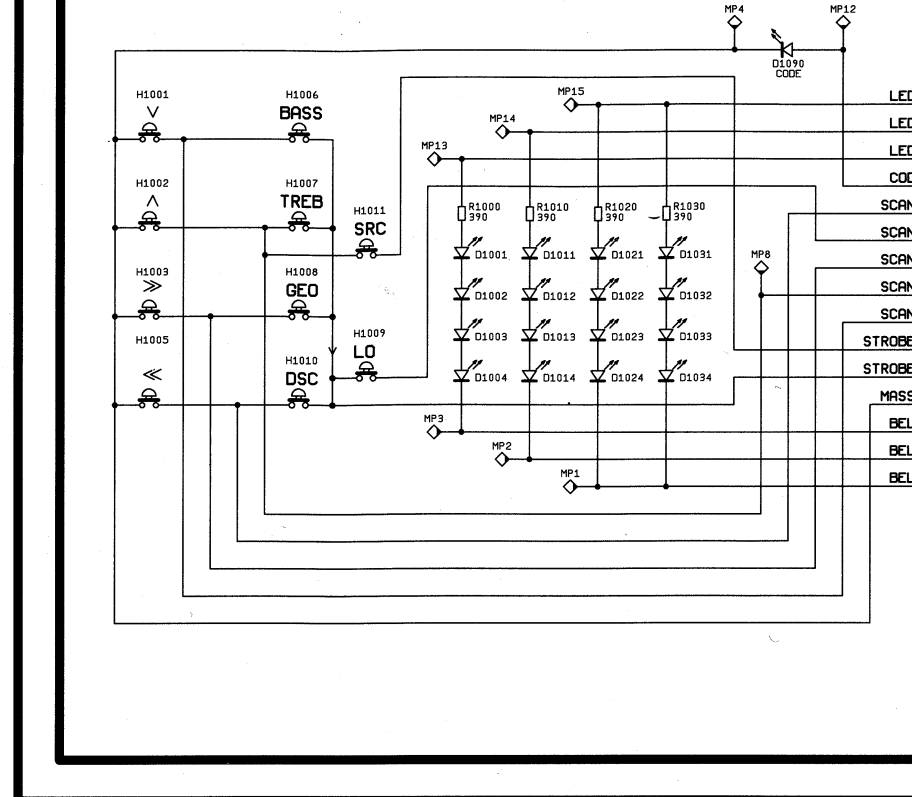 MP4
MP12
D1090
CODE
H1001
H1006
BASS
MP15
LED
MP14
LED
MP13
LED
COD
H1002
H1007
TREB
H1011
SRC
R1000
390
R1010
390
R1020
390
R1030
390
SCAN
SCAN
D1001
D1011
D1021
D1031
MP8
SCAN
H1003
H1008
GEO
D1002
D1012
D1022
D1032
SCAN
SCAN
H1005
H1009
LO
D1003
D1013
D1023
D1033
STROBE
H1010
DSC
D1004
D1014
D1024
D1034
STROBE
MASS
MP3
BEL
MP2
BEL
MP1
BEL